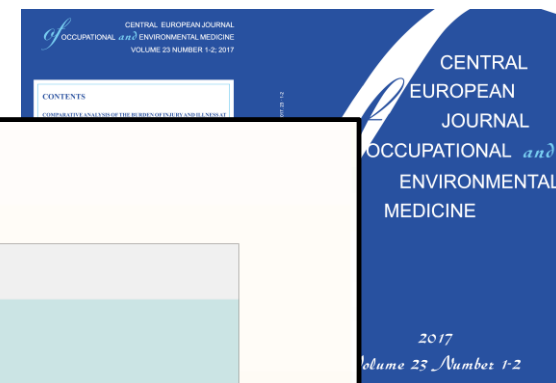 CENTRAL EUROPEAN JOURNAL
of OCCUPATIONAL and ENVIRONMENTAL MEDICINE
VOLUME 23 NUMBER 1-2; 2017
CONTENTS
COMPARATIVE ANALYSIS OF THE BURDEN OF INJURY AND ILLNESS AT
CENTRAL
EUROPEAN
JOURNAL
OCCUPATIONAL and
ENVIRONMENTAL
MEDICINE
2017
Volume 23 Number 1-2